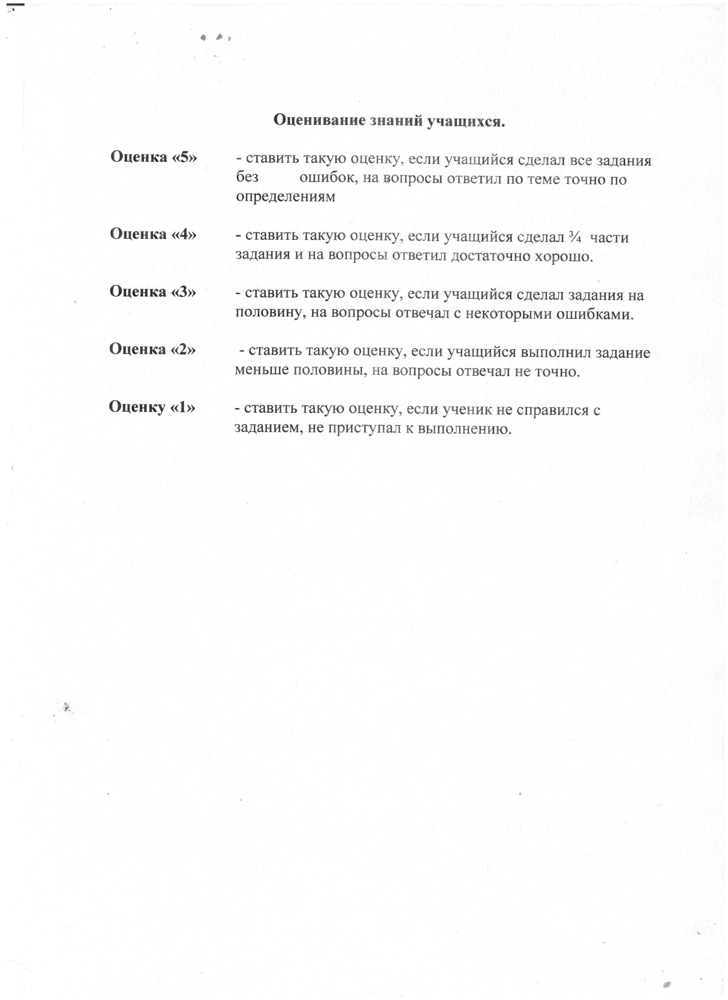 Оценивание знаний учащихся.
Оценка «5» - ставить такую оценку, если учащийся сделал все задания
без ошибок, на вопросы ответил по теме точно по
определениям
Оценка «4» - ставить такую оценку, если учащийся сделал ¾ части
задания и на вопросы ответил достаточно хорошо.
Оценка «3» - ставить такую оценку, если учащийся сделал задания на
половину, на вопросы отвечал с некоторыми ошибками.
Оценка «2» - ставить такую оценку, если учащийся выполнил задание
меньше половины, на вопросы отвечал не точно.
Оценку «1» - ставить такую оценку, если ученик не справился с
заданием, не приступал к выполнению.